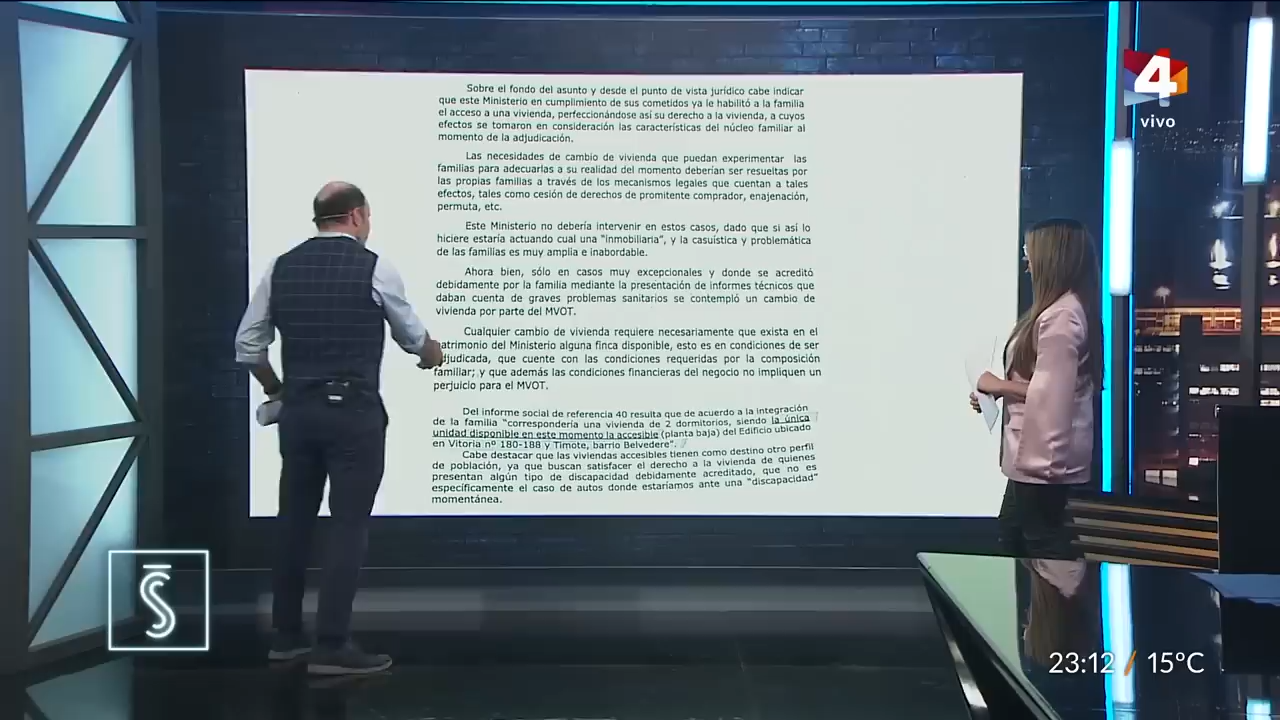 Sobre el fondo del asunto y desde el punto de vista jurídico cabe indicar
que este Ministerio en cumplimiento de sus cometidos ya le habilitó a la familia
el acceso a una vivienda, perfeccionándose así su derecho a la vivienda, a cuyos
efectos se tomaron en consideración las características del núcleo familiar al
momento de la adjudicación.
Las necesidades de cambio de vivienda que puedan experimentar las
familias para adecuarlas a su realidad del momento deberían ser resueltas por
las propias familias a través de los mecanismos legales que cuentan a tales
efectos, tales como cesión de derechos de promitente comprador, enajenación,
permuta, etc.
Este Ministerio no debería intervenir en estos casos, dado que si así lo
hiciere estaría actuando cual una "inmobiliaria", y la casuística y problemática
de las familias es muy amplia e inabordable.
Ahora bien, sólo en casos muy excepcionales y donde se acreditó
debidamente por la familia mediante la presentación de informes técnicos que
daban cuenta de graves problemas sanitarios se contempló un cambio de
vivienda por parte del MVOT.
Cualquier cambio de vivienda requiere necesariamente que exista en el
patrimonio del Ministerio alguna finca disponible, esto es en condiciones de ser
adjudicada, que cuente con las condiciones requeridas por la composición
familiar; y que además las condiciones financieras del negocio no impliquen un
perjuicio para el MVOT.
Del informe social de referencia 40 resulta que de acuerdo a la integración
de la familia "correspondería una vivienda de 2 dormitorios, siendo la única
unidad disponible en este momento la accesible (planta baja) del Edificio ubicado
en Vitoria nº 180-188 y Timote, barrio Belvedere".
Cabe destacar que las viviendas accesibles tienen como destino otro perfil
de población, ya que buscan satisfacer el derecho a la vivienda de quienes
presentan algún tipo de discapacidad debidamente acreditado, que no es
específicamente el caso de autos donde estaríamos ante una "discapacidad"
momentánea.
4
vivo
S
23:12 / 15°C